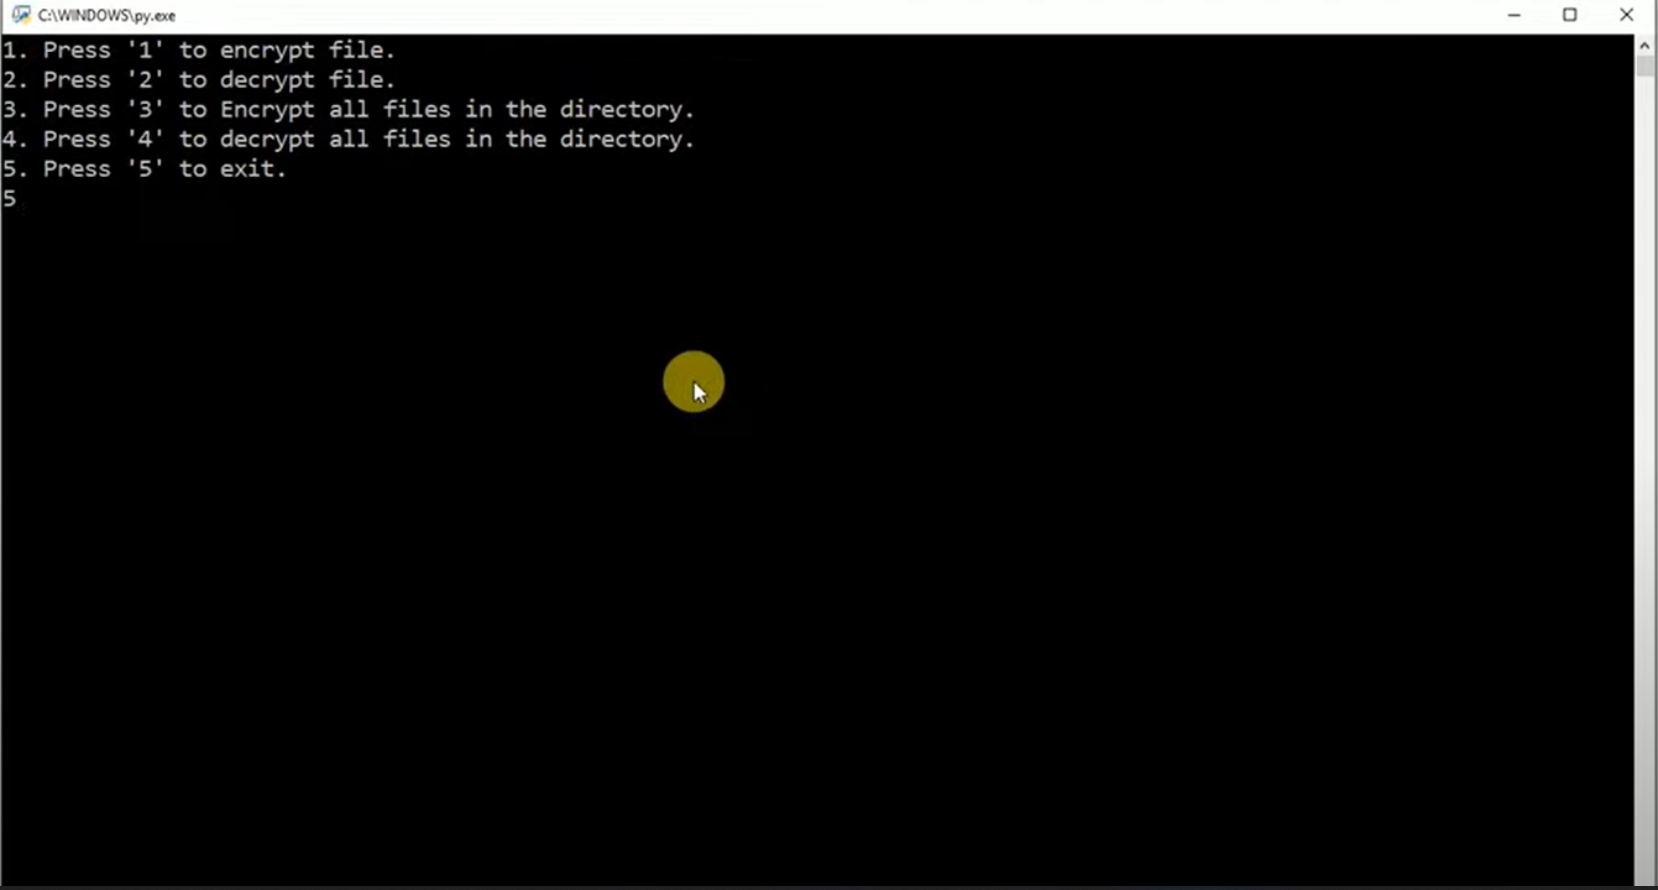 C:\WINDOWS\py.exe
1. Press '1' to encrypt file.
2. Press '2' to decrypt file.
3. Press '3' to Encrypt all files in the directory.
4. Press '4' to decrypt all files in the directory.
5. Press '5' to exit.
5